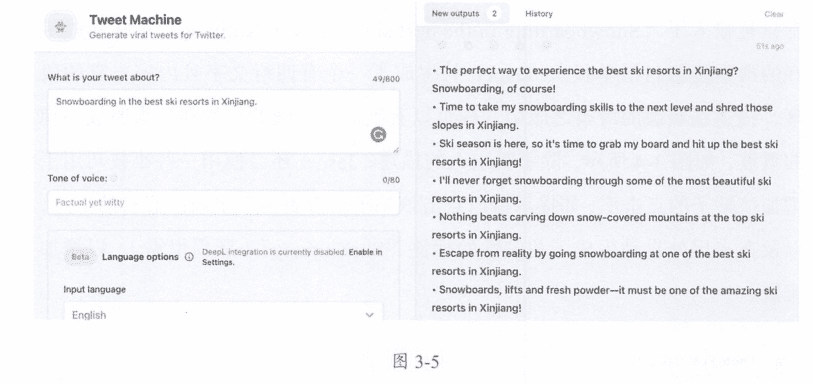 Tweet Machine
Generate viral tweets for Twitter.
What is your tweet about?
49/800
Snowboarding in the best ski resorts in Xinjiang.
Tone of voice:
0/80
Factual yet witty
Beta
Language options
DeepL integration is currently disabled. Enable in
Settings.
Input language
English
New outputs 2
History
Clear
51s ago
• The perfect way to experience the best ski resorts in Xinjiang?
Snowboarding, of course!
• Time to take my snowboarding skills to the next level and shred those
slopes in Xinjiang.
• Ski season is here, so it's time to grab my board and hit up the best ski
resorts in Xinjiang!
• I'll never forget snowboarding through some of the most beautiful ski
resorts in Xinjiang.
• Nothing beats carving down snow-covered mountains at the top ski
resorts in Xinjiang.
• Escape from reality by going snowboarding at one of the best ski
resorts in Xinjiang.
• Snowboards, lifts and fresh powder—it must be one of the amazing ski
resorts in Xinjiang!
图 3-5